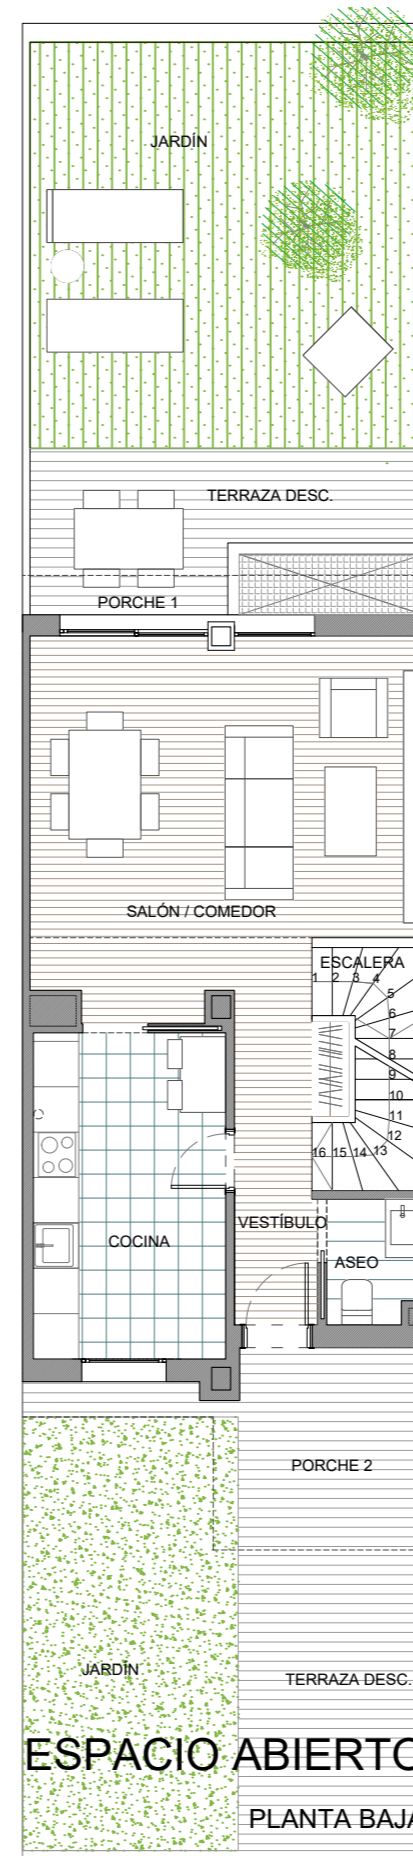 JARDÍN
TERRAZA DESC.
PORCHE 1
SALÓN / COMEDOR
ESCALERA
1 2 3 4
5
6
7
8
9
10
11
12
16 15 14 13
VESTÍBULO
COCINA
ASEO
PORCHE 2
JARDÍN
TERRAZA DESC.
ESPACIO ABIERTO
PLANTA BAJA